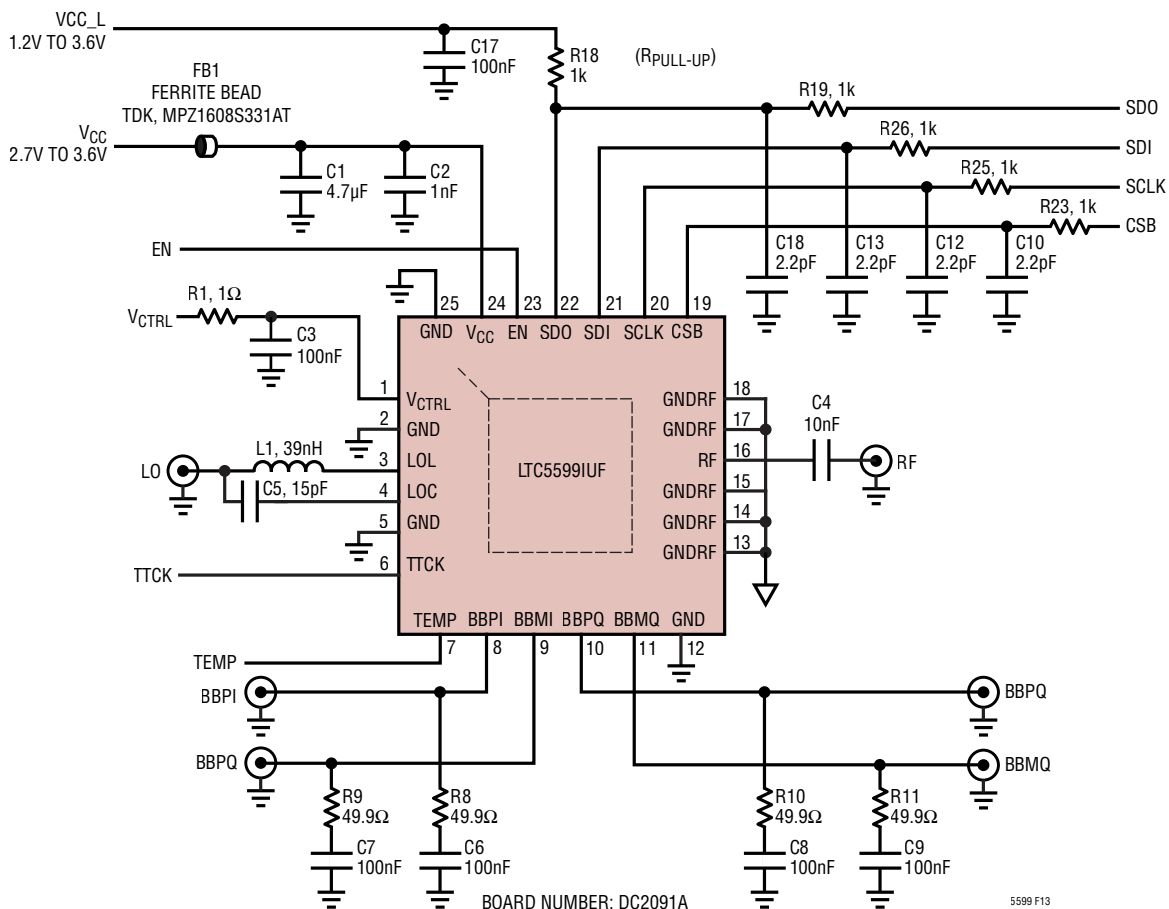 VCC_L
1.2V TO 3.6V
C17
100nF
R18
1k
(RPULL-UP)
FB1
FERRITE BEAD
TDK, MPZ1608S331AT
VCC
2.7V TO 3.6V
C1
4.7µF
C2
1nF
R19, 1k
SDO
R26, 1k
SDI
R25, 1k
SCLK
R23, 1k
CSB
C18
2.2pF
C13
2.2pF
C12
2.2pF
C10
2.2pF
EN
R1, 1Ω
VCTRL
C3
100nF
25
24
23
22
21
20
19
GND
VCC
EN
SDO
SDI
SCLK
CSB
1
VCTRL
2
GND
3
LOL
4
LOC
5
GND
6
TTCK
LO
L1, 39nH
C5, 15pF
TTCK
LTC5599IUF
GNDRF
18
GNDRF
17
RF
16
GNDRF
15
GNDRF
14
GNDRF
13
C4
10nF
RF
TEMP
BBPI
BBMI
BBPQ
BBMQ
GND
7
8
9
10
11
12
TEMP
BBPI
BBPQ
BBPQ
BBMQ
R9
49.9Ω
R8
49.9Ω
R10
49.9Ω
R11
49.9Ω
C7
100nF
C6
100nF
C8
100nF
C9
100nF
BOARD NUMBER: DC2091A
5599 F13